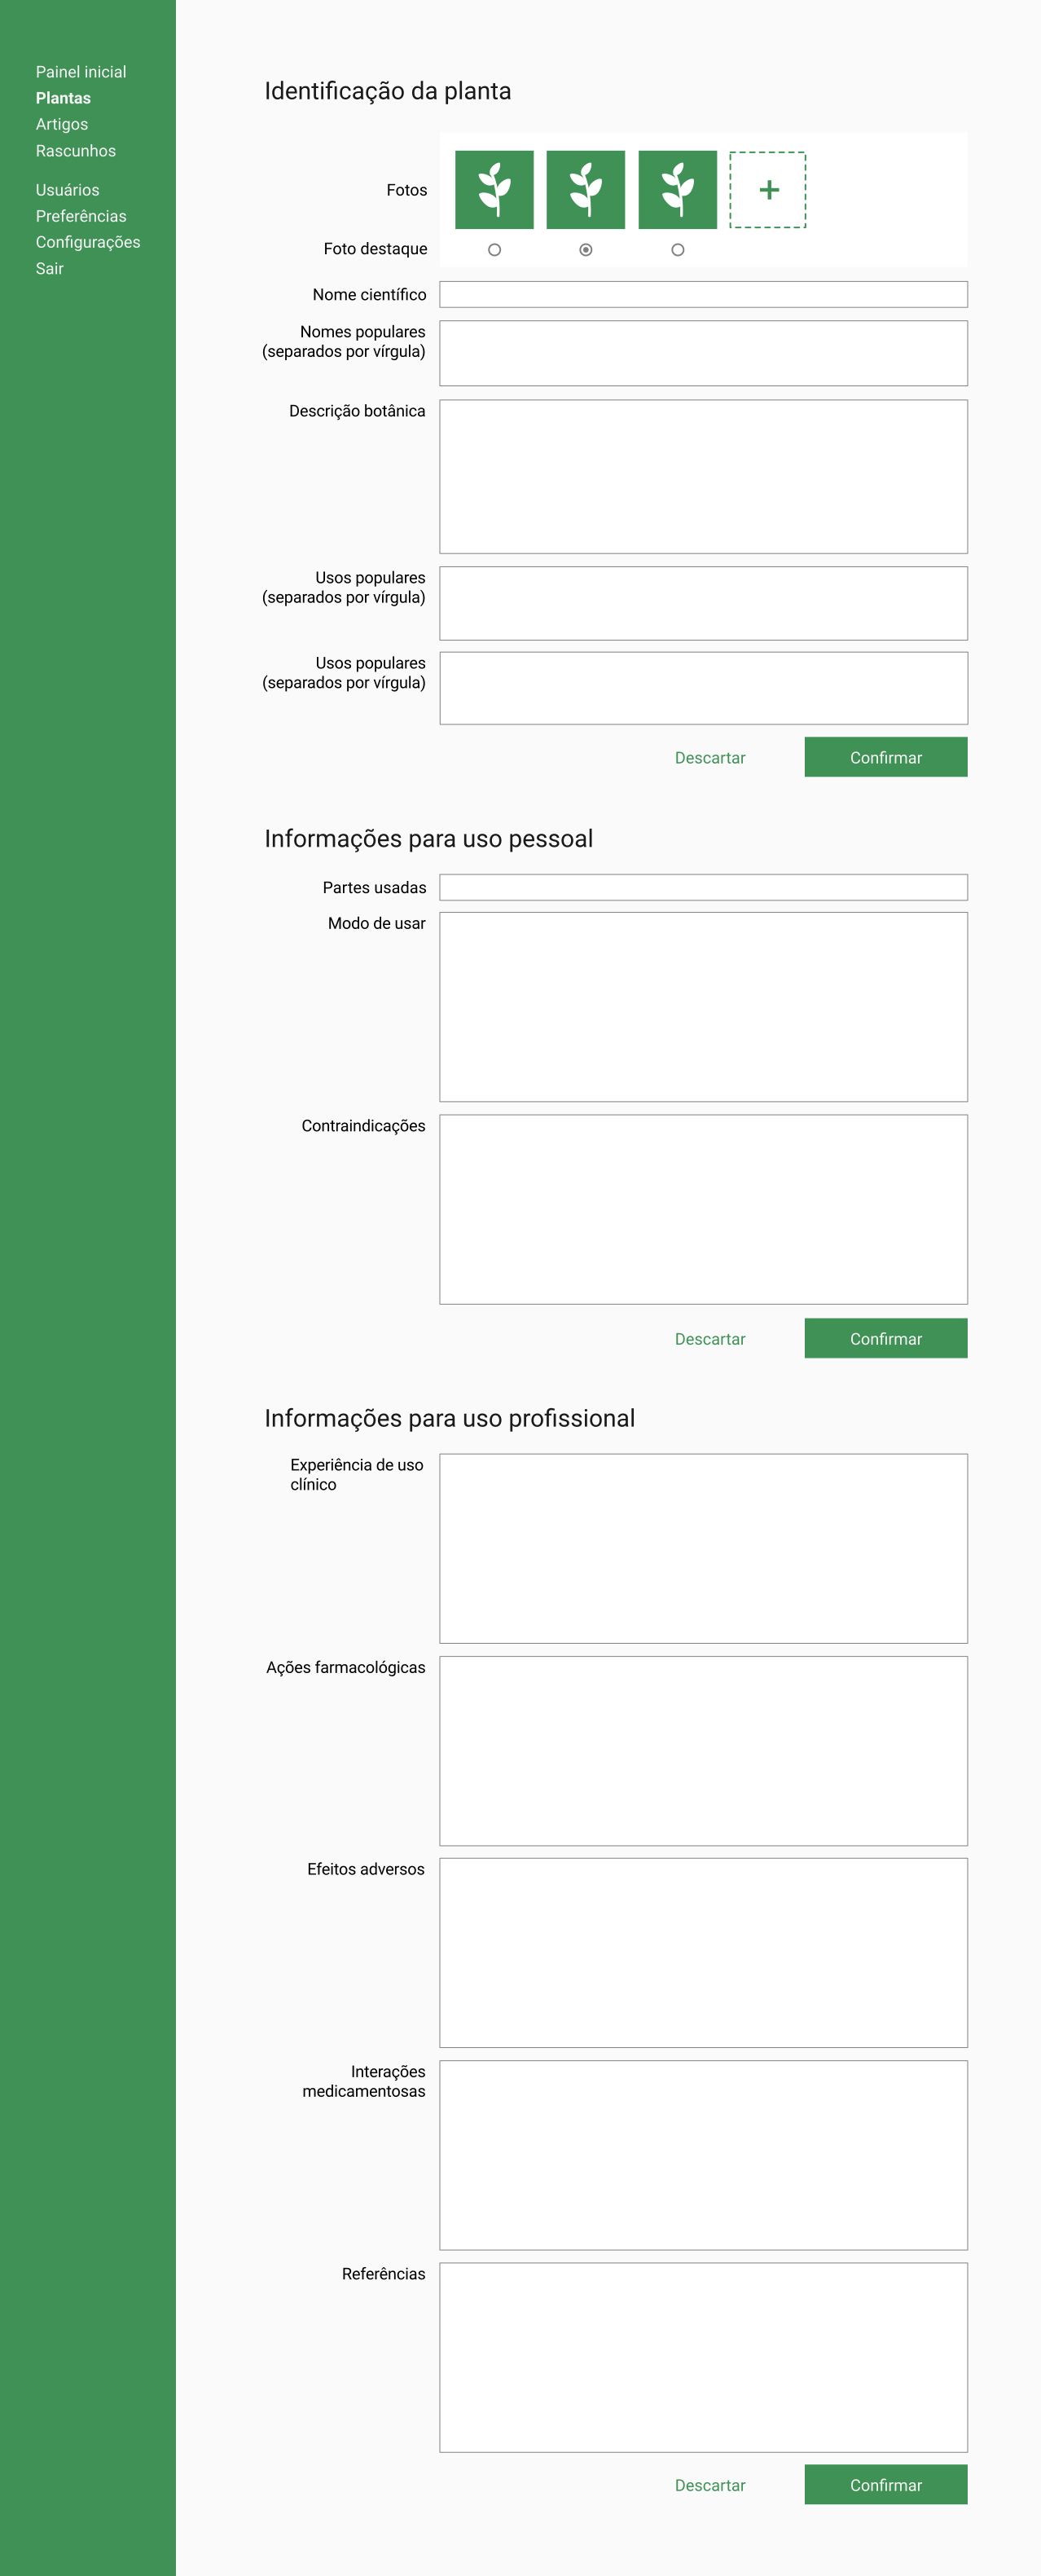 Painel inicial
Plantas
Artigos
Rascunhos
Usuários
Preferências
Configurações
Sair
Identificação da planta
Fotos
+
Foto destaque
Nome científico
Nomes populares
(separados por vírgula)
Descrição botânica
Usos populares
(separados por vírgula)
Usos populares
(separados por vírgula)
Descartar Confirmar
Informações para uso pessoal
Partes usadas
Modo de usar
Contraindicações
Descartar Confirmar
Informações para uso profissional
Experiência de uso
clínico
Ações farmacológicas
Efeitos adversos
Interações
medicamentosas
Referências
Descartar Confirmar